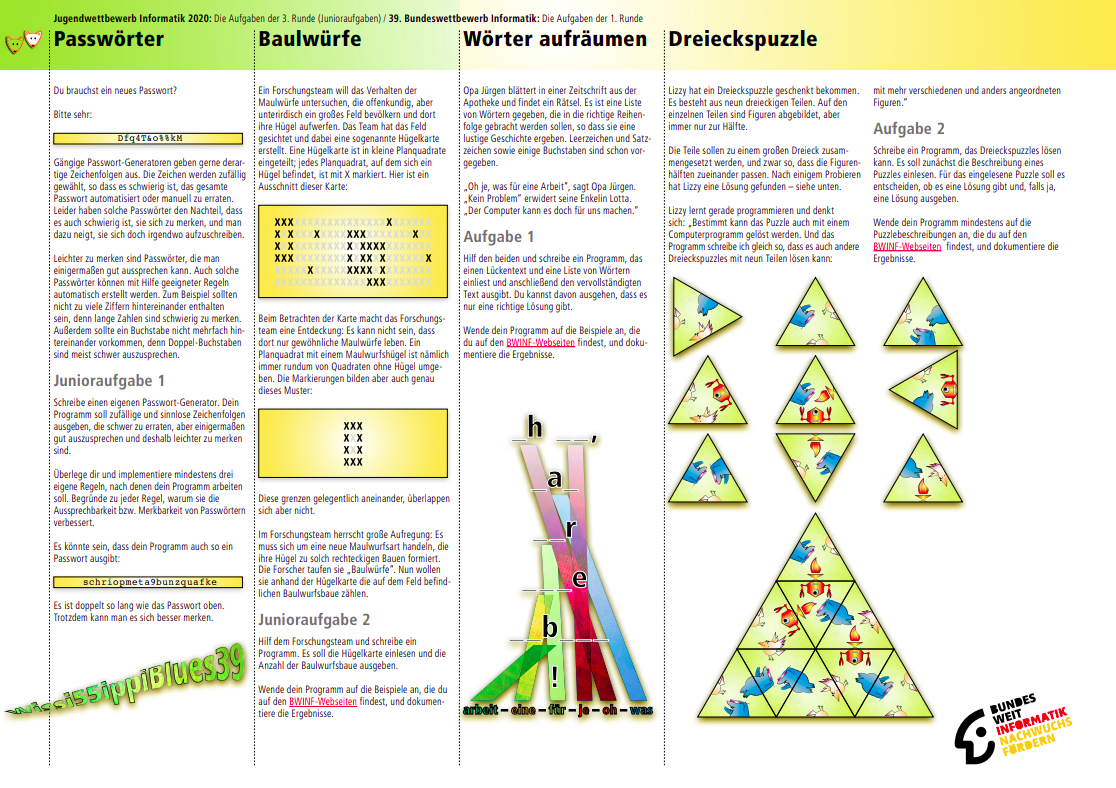 Jugendwettbewerb Informatik 2020: Die Aufgaben der 3. Runde (Junioraufgaben) / 39. Bundeswettbewerb Informatik: Die Aufgaben der 1. Runde
Passwörter
Du brauchst ein neues Passwort?
Bitte sehr:
Dfq4T&o%%kM
Gängige Passwort-Generatoren geben gerne derar-
tige Zeichenfolgen aus. Die Zeichen werden zufällig
gewählt, so dass es schwierig ist, das gesamte
Passwort automatisiert oder manuell zu erraten.
Leider haben solche Passwörter den Nachteil, dass
es auch schwierig ist, sie sich zu merken, und man
dazu neigt, sie sich doch irgendwo aufzuschreiben.
Leichter zu merken sind Passwörter, die man
einigermaßen gut aussprechen kann. Auch solche
Passwörter können mit Hilfe geeigneter Regeln
automatisch erstellt werden. Zum Beispiel sollten
nicht zu viele Ziffern hintereinander enthalten
sein, denn lange Zahlen sind schwierig zu merken.
Außerdem sollte ein Buchstabe nicht mehrfach hin-
tereinander vorkommen, denn Doppel-Buchstaben
sind meist schwer auszusprechen.
Junioraufgabe 1
Schreibe einen eigenen Passwort-Generator. Dein
Programm soll zufällige und sinnlose Zeichenfolgen
ausgeben, die schwer zu erraten, aber einigermaßen
gut auszusprechen und deshalb leichter zu merken
sind.
Überlege dir und implementiere mindestens drei
eigene Regeln, nach denen dein Programm arbeiten
soll. Begründe zu jeder Regel, warum sie die
Aussprechbarkeit bzw. Merkbarkeit von Passwörtern
verbessert.
Es könnte sein, dass dein Programm auch so ein
Passwort ausgibt:
schriopmeta9bunzquafke
Es ist doppelt so lang wie das Passwort oben.
Trotzdem kann man es sich besser merken.
Mississ5ippiBlues39
Baulwürfe
Ein Forschungsteam will das Verhalten der
Maulwürfe untersuchen, die offenkundig, aber
unterirdisch ein großes Feld bevölkern und dort
ihre Hügel aufwerfen. Das Team hat das Feld
gesichtet und dabei eine sogenannte Hügelkarte
erstellt. Eine Hügelkarte ist in kleine Planquadrate
eingeteilt; jedes Planquadrat, auf dem sich ein
Hügel befindet, ist mit X markiert. Hier ist ein
Ausschnitt dieser Karte:
Beim Betrachten der Karte macht das Forschungs-
team eine Entdeckung: Es kann nicht sein, dass
dort nur gewöhnliche Maulwürfe leben. Ein
Planquadrat mit einem Maulwurfshügel ist nämlich
immer rundum von Quadraten ohne Hügel umge-
ben. Die Markierungen bilden aber auch genau
dieses Muster:
XXX
XXX
XXX
XXX
Diese grenzen gelegentlich aneinander, überlappen
sich aber nicht.
Im Forschungsteam herrscht große Aufregung: Es
muss sich um eine neue Maulwurfsart handeln, die
ihre Hügel zu solch rechteckigen Bauen formiert.
Die Forscher taufen sie „Baulwürfe“. Nun wollen
sie anhand der Hügelkarte die auf dem Feld befind-
lichen Baulwurfsbaue zählen.
Junioraufgabe 2
Hilf dem Forschungsteam und schreibe ein
Programm. Es soll die Hügelkarte einlesen und die
Anzahl der Baulwurfsbaue ausgeben.
Wende dein Programm auf die Beispiele an, die du
auf den BWINF-Webseiten findest, und dokumen-
tiere die Ergebnisse.
Wörter aufräumen
Opa Jürgen blättert in einer Zeitschrift aus der
Apotheke und findet ein Rätsel. Es ist eine Liste
von Wörtern gegeben, die in die richtige Reihen-
folge gebracht werden sollen, so dass sie eine
lustige Geschichte ergeben. Leerzeichen und Satz-
zeichen sowie einige Buchstaben sind schon vor-
gegeben.
„Oh je, was für eine Arbeit“, sagt Opa Jürgen.
„Kein Problem“ erwidert seine Enkelin Lotta.
„Der Computer kann es doch für uns machen.“
Aufgabe 1
Hilf den beiden und schreibe ein Programm, das
einen Lückentext und eine Liste von Wörtern
einliest und anschließend den vervollständigten
Text ausgibt. Du kannst davon ausgehen, dass es
nur eine richtige Lösung gibt.
Wende dein Programm auf die Beispiele an, die
du auf den BWINF-Webseiten findest, und doku-
mentiere die Ergebnisse.
_h __,
_a_
_r_
_e_
__b___
!
arbeit – eine – für – je – oh – was
Dreieckspuzzle
Lizzy hat ein Dreieckspuzzle geschenkt bekommen.
Es besteht aus neun dreieckigen Teilen. Auf den
einzelnen Teilen sind Figuren abgebildet, aber
immer nur zur Hälfte.
Die Teile sollen zu einem großen Dreieck zusam-
mengesetzt werden, und zwar so, dass die Figuren-
hälften zueinander passen. Nach einigem Probieren
hat Lizzy eine Lösung gefunden – siehe unten.
Lizzy lernt gerade programmieren und denkt
sich: „Bestimmt kann das Puzzle auch mit einem
Computerprogramm gelöst werden. Und das
Programm schreibe ich gleich so, dass es auch andere
Dreieckspuzzles mit neun Teilen lösen kann:
mit mehr verschiedenen und anders angeordneten
Figuren.“
Aufgabe 2
Schreibe ein Programm, das Dreieckspuzzles lösen
kann. Es soll zunächst die Beschreibung eines
Puzzles einlesen. Für das eingelesene Puzzle soll es
entscheiden, ob es eine Lösung gibt und, falls ja,
eine Lösung ausgeben.
Wende dein Programm mindestens auf die
Puzzlebeschreibungen an, die du auf den
BWINF-Webseiten findest, und dokumentiere die
Ergebnisse.
BUNDES
WEIT
INFORMATIK
NACHWUCHS
FÖRDERN